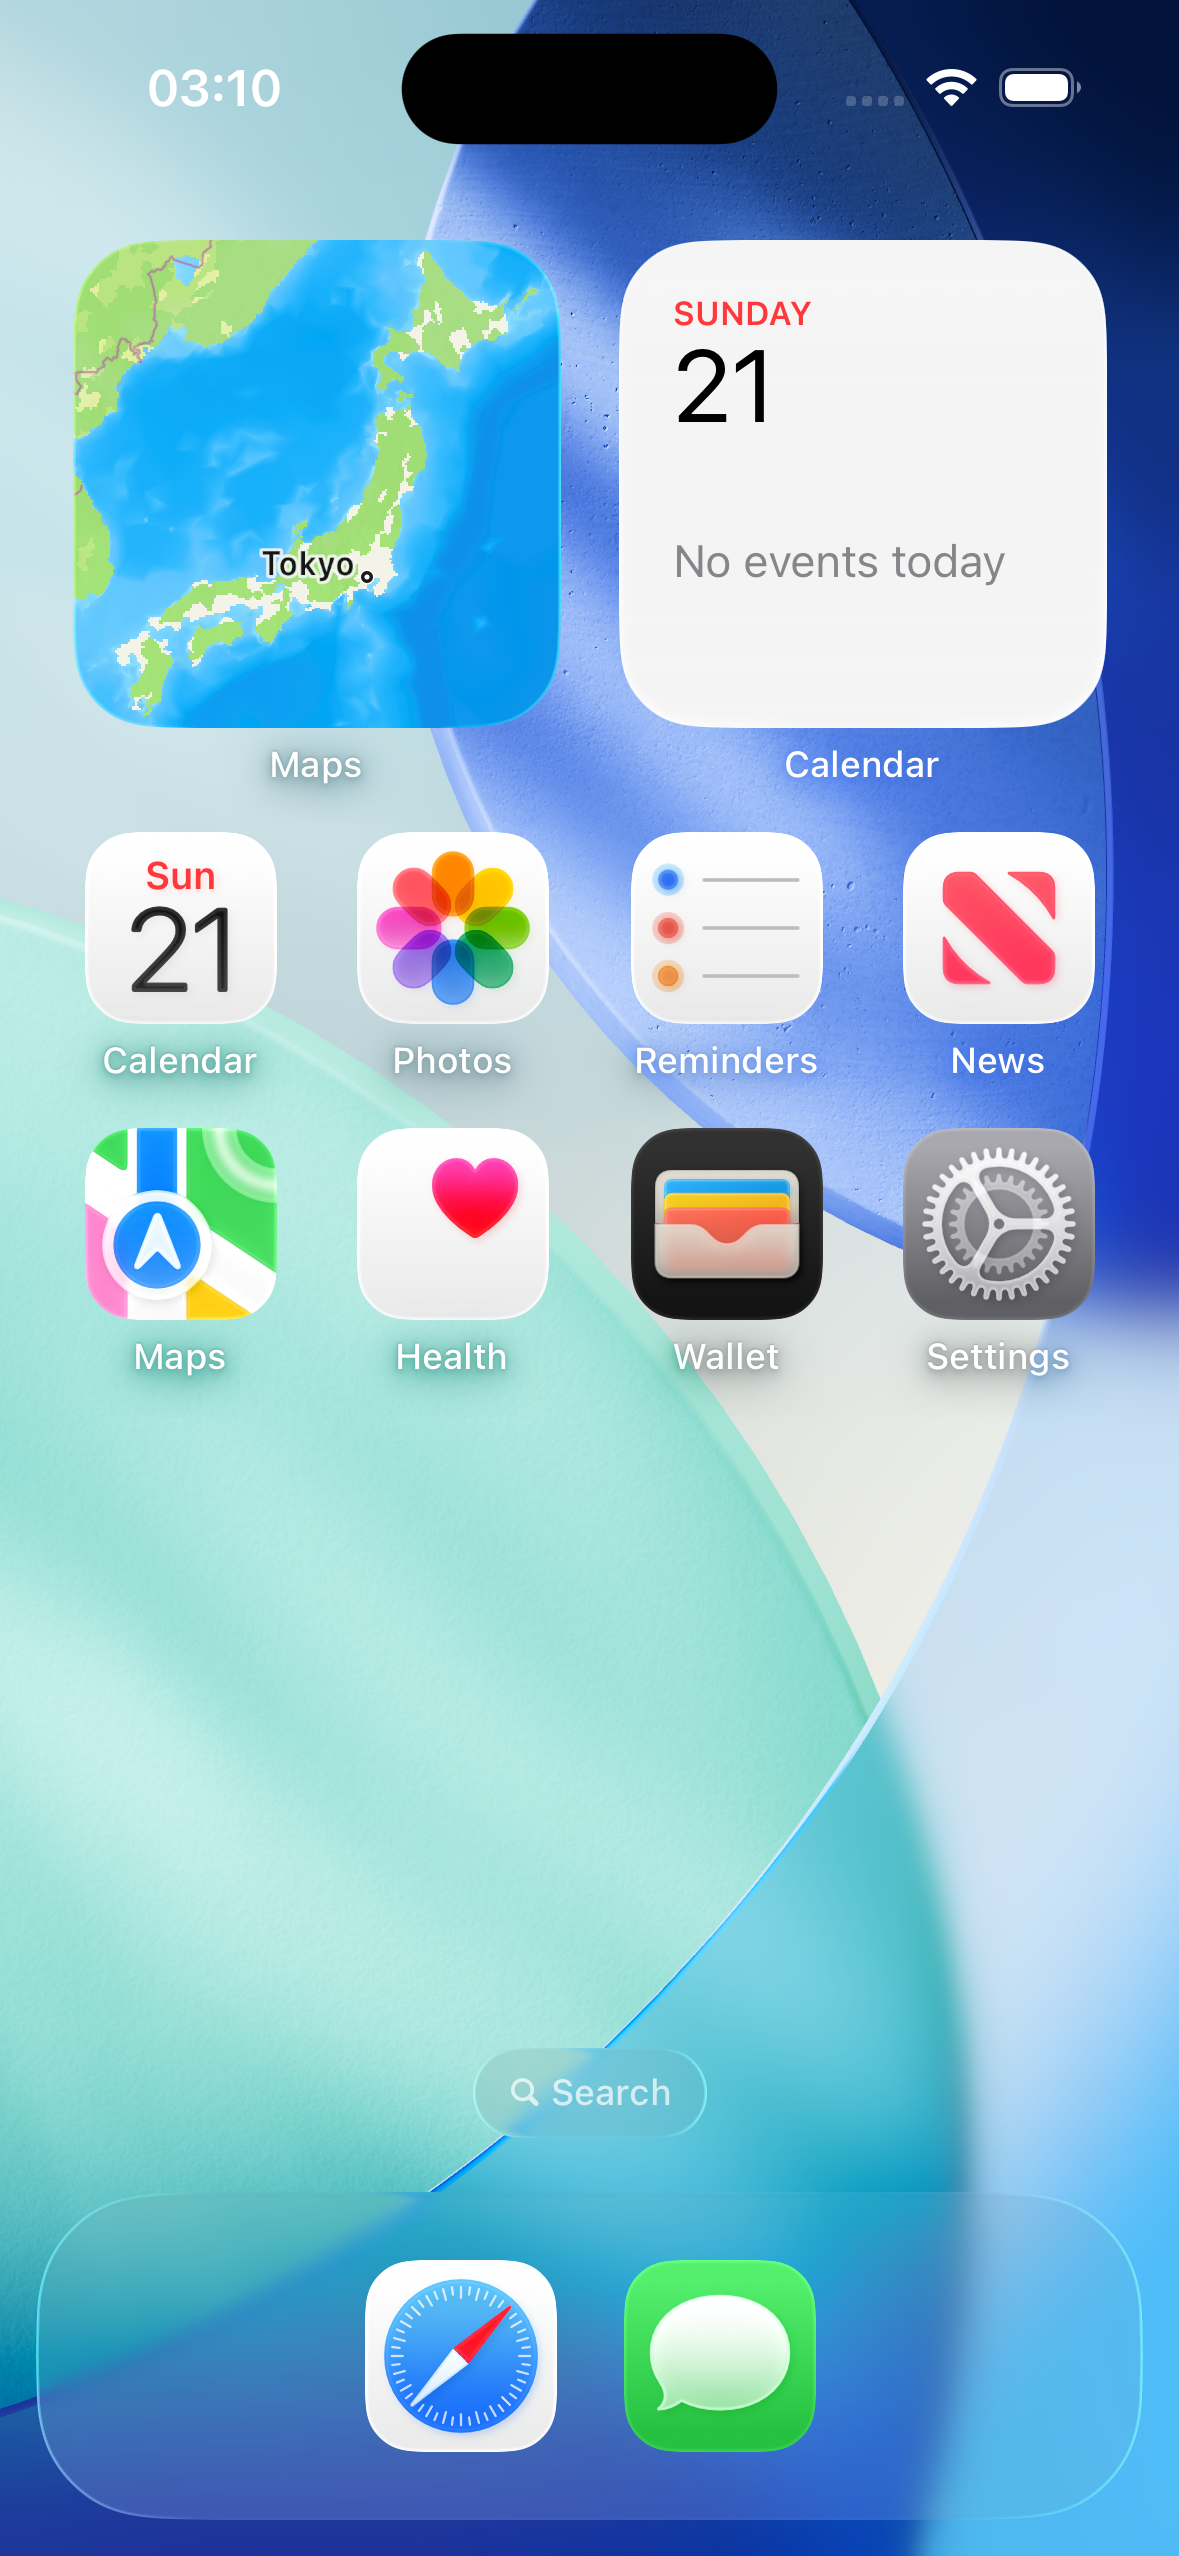 03:10
Tokyo
SUNDAY
21
No events today
Maps
Calendar
Sun
21
Calendar
Photos
Reminders
News
Maps
Health
Wallet
Settings
Search